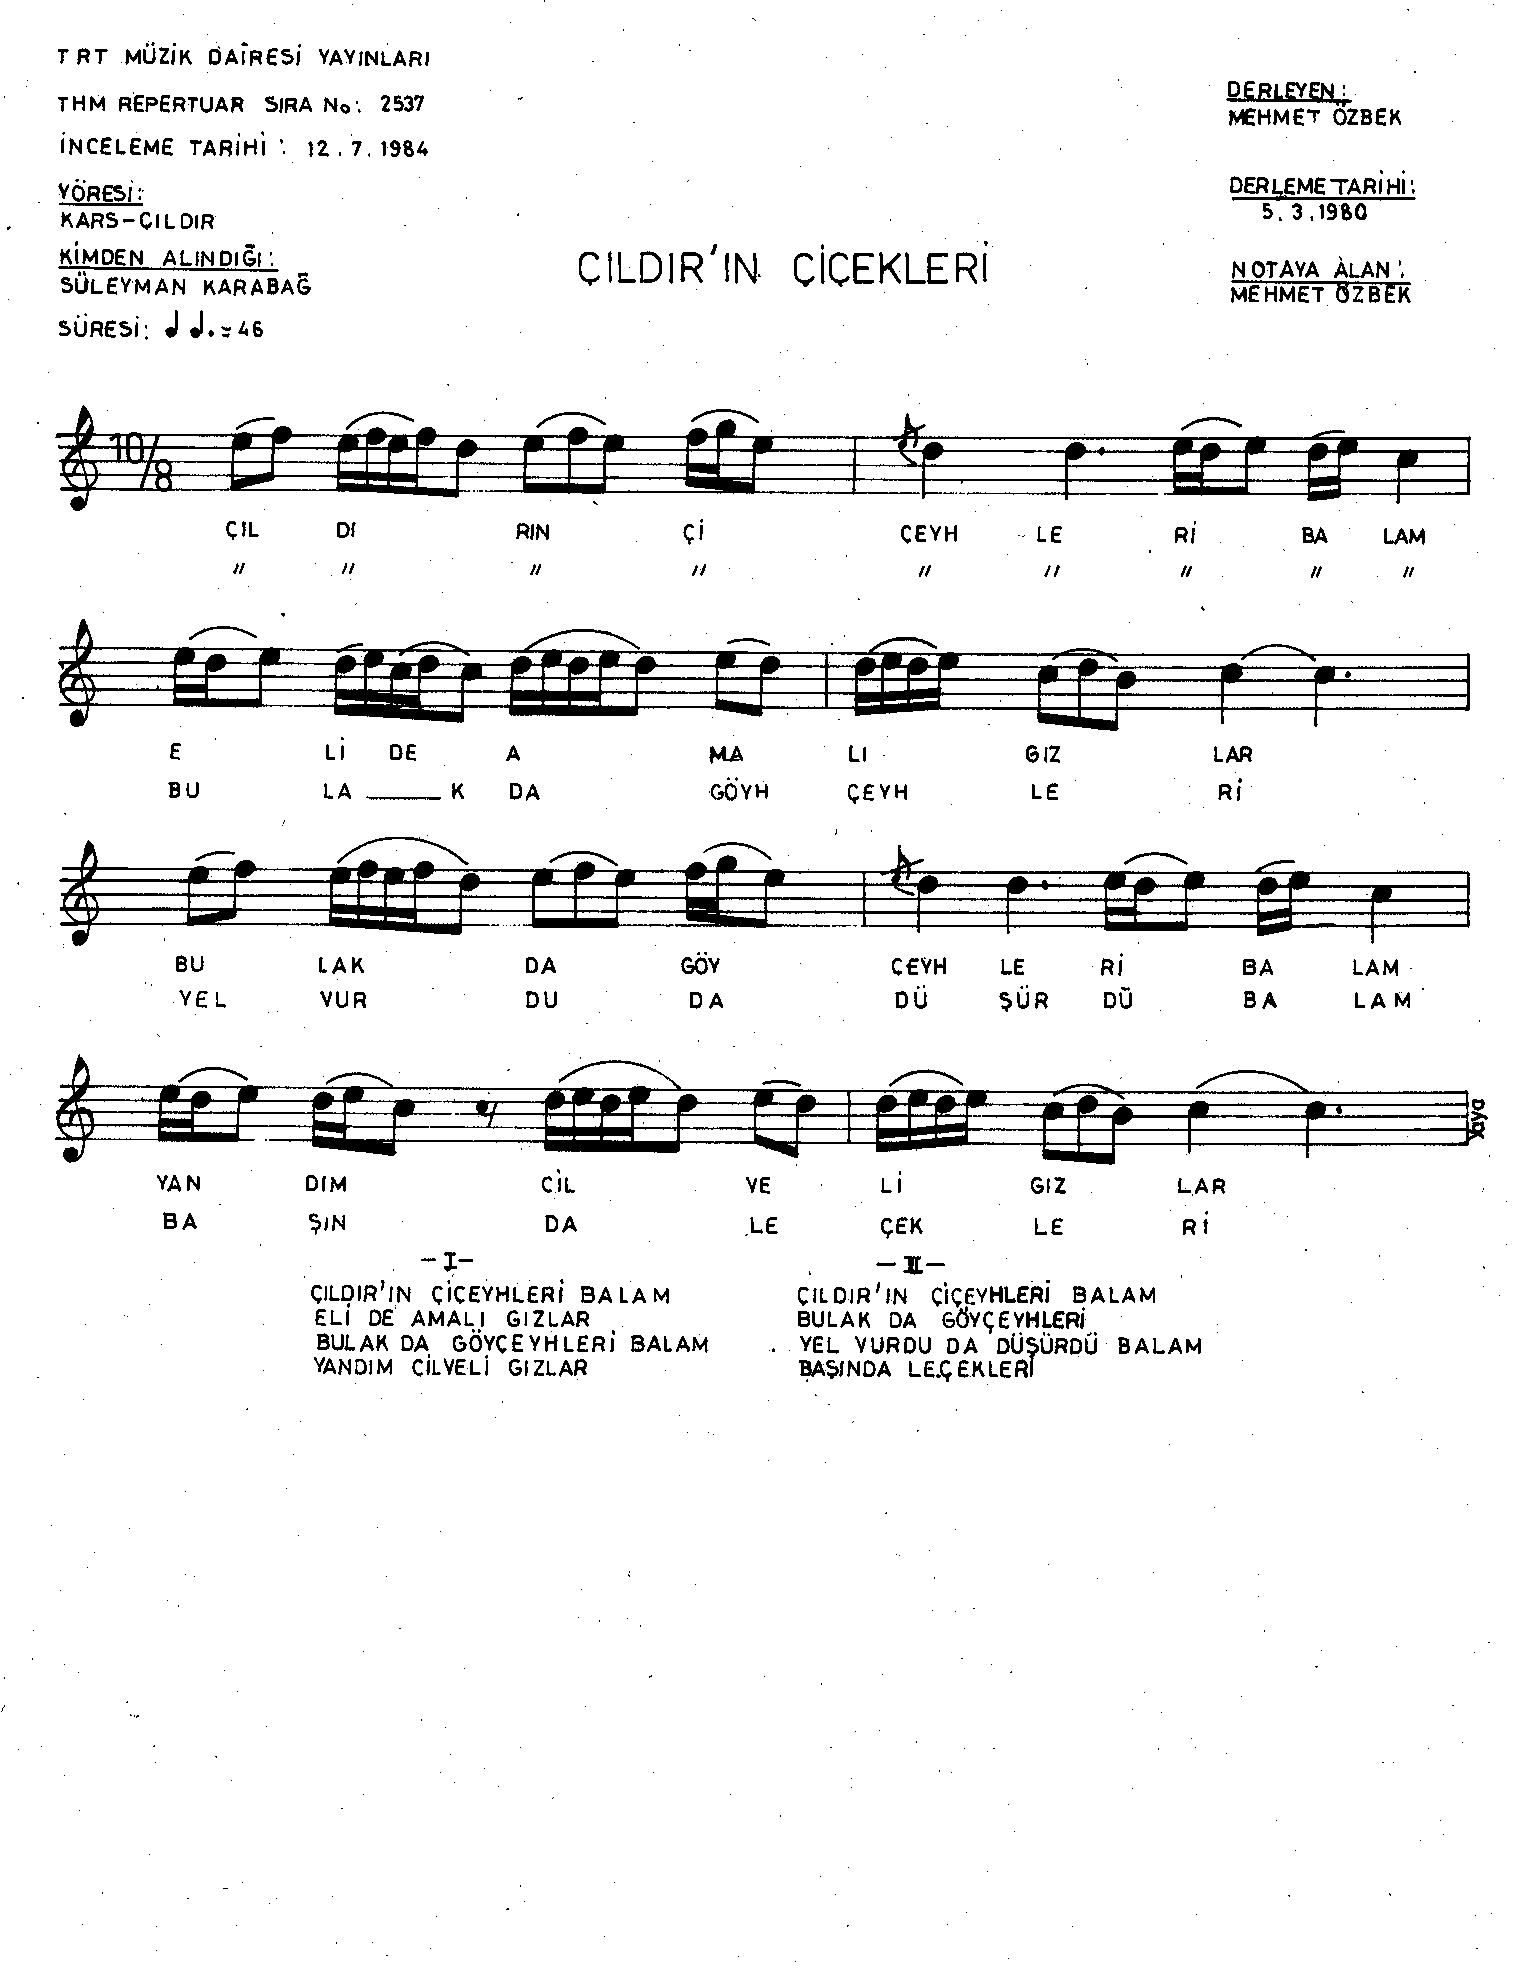 TRT MÜZİK DAİRESİ YAYINLARI
THM REPERTUAR SIRA No: 2537
İNCELEME TARİHİ : 12.7.1984
YÖRESİ:
KARS-ÇILDIR
KİMDEN ALINDIĞI:
SÜLEYMAN KARABAĞ
SÜRESİ: ♩ ♩. = 46
DERLEYEN:
MEHMET ÖZBEK
DERLEME TARİHİ:
5.3.1980
NOTAYA ALAN:
MEHMET ÖZBEK
ÇILDIR'IN ÇİÇEKLERİ
10/8
ÇIL DI RIN Çİ ÇEYH LE Rİ BA LAM
" " " " " " " " "
E Lİ DE A MA LI GIZ LAR
BU LA____K DA GÖYH ÇEYH LE Rİ
BU LAK DA GÖY ÇEYH LE Rİ BA LAM
YEL VUR DU DA DÜ ŞÜR DÜ BA LAM
YAN DIM CİL VE Lİ GIZ LAR
BA ŞIN DA LE ÇEK LE Rİ
Yaya
-I-
ÇILDIR'IN ÇİÇEYHLERİ BALAM
ELİ DE AMALI GIZLAR
BULAK DA GÖYÇEYHLERİ BALAM
YANDIM CİLVELİ GIZLAR
-II-
ÇILDIR'IN ÇİÇEYHLERİ BALAM
BULAK DA GÖYÇEYHLERİ
YEL VURDU DA DÜŞÜRDÜ BALAM
BAŞINDA LEÇEKLERİ